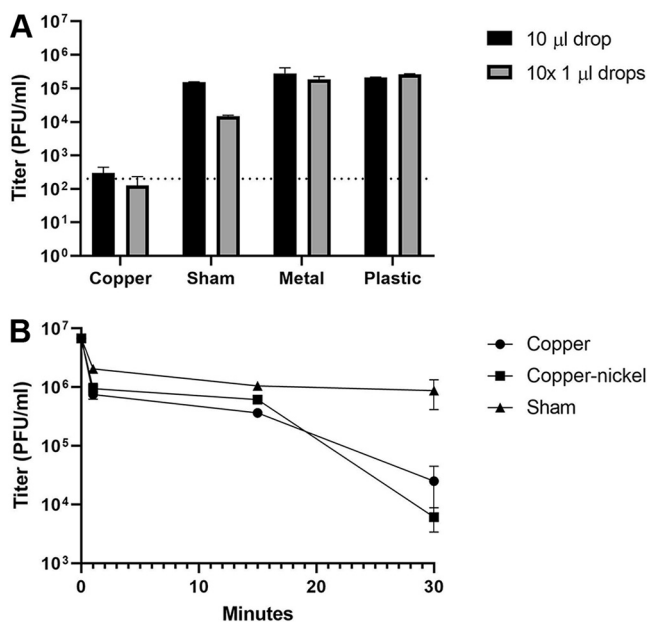 A
Titer (PFU/ml)
10⁷
10⁶
10⁵
10⁴
10³
10²
10¹
10⁰
Copper Sham Metal Plastic
10 µl drop
10x 1 µl drops
B
Titer (PFU/ml)
10⁷
10⁶
10⁵
10⁴
10³
0 10 20 30
Minutes
Copper
Copper-nickel
Sham